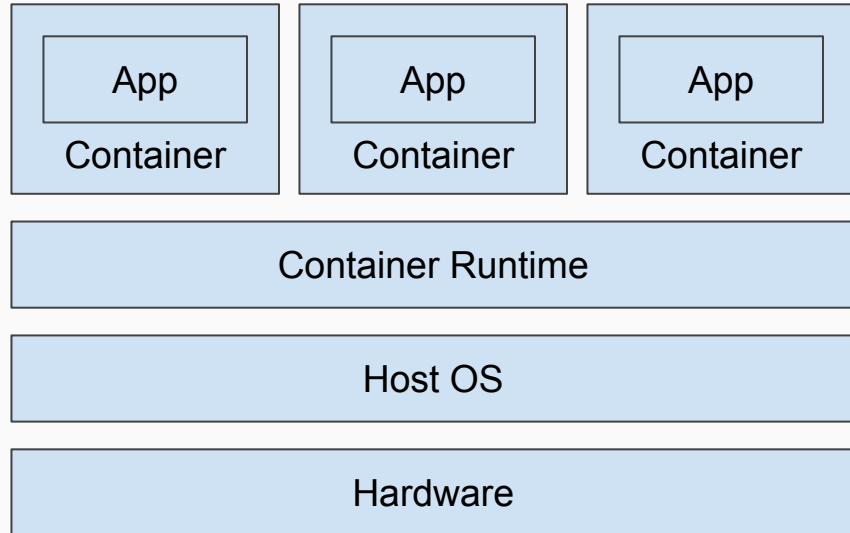 App
Container
App
Container
App
Container
Container Runtime
Host OS
Hardware